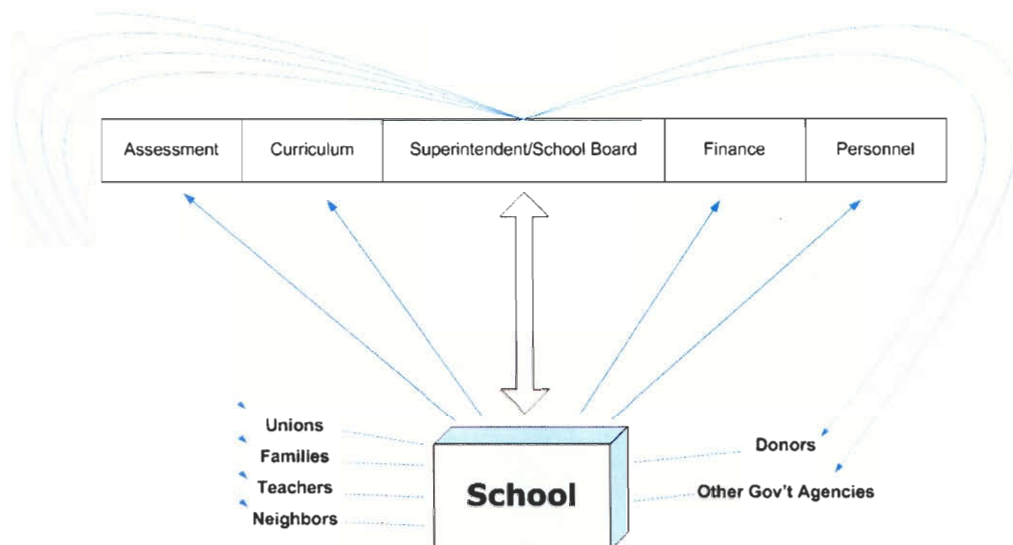 Assessment
Curriculum
Superintendent/School Board
Finance
Personnel
Unions
Families
Teachers
Neighbors
School
Donors
Other Gov't Agencies